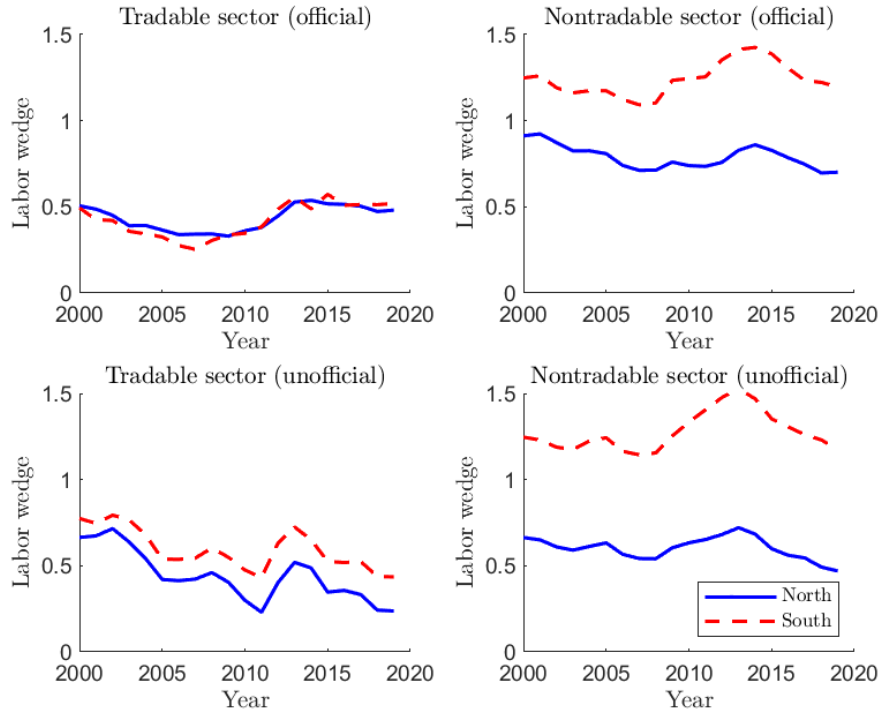 Tradable sector (official)
1.5
1
0.5
0
Labor wedge
2000 2005 2010 2015 2020
Year
Nontradable sector (official)
1.5
1
0.5
0
Labor wedge
2000 2005 2010 2015 2020
Year
Tradable sector (unofficial)
1.5
1
0.5
0
Labor wedge
2000 2005 2010 2015 2020
Year
Nontradable sector (unofficial)
1.5
1
0.5
0
Labor wedge
2000 2005 2010 2015 2020
Year
North
South